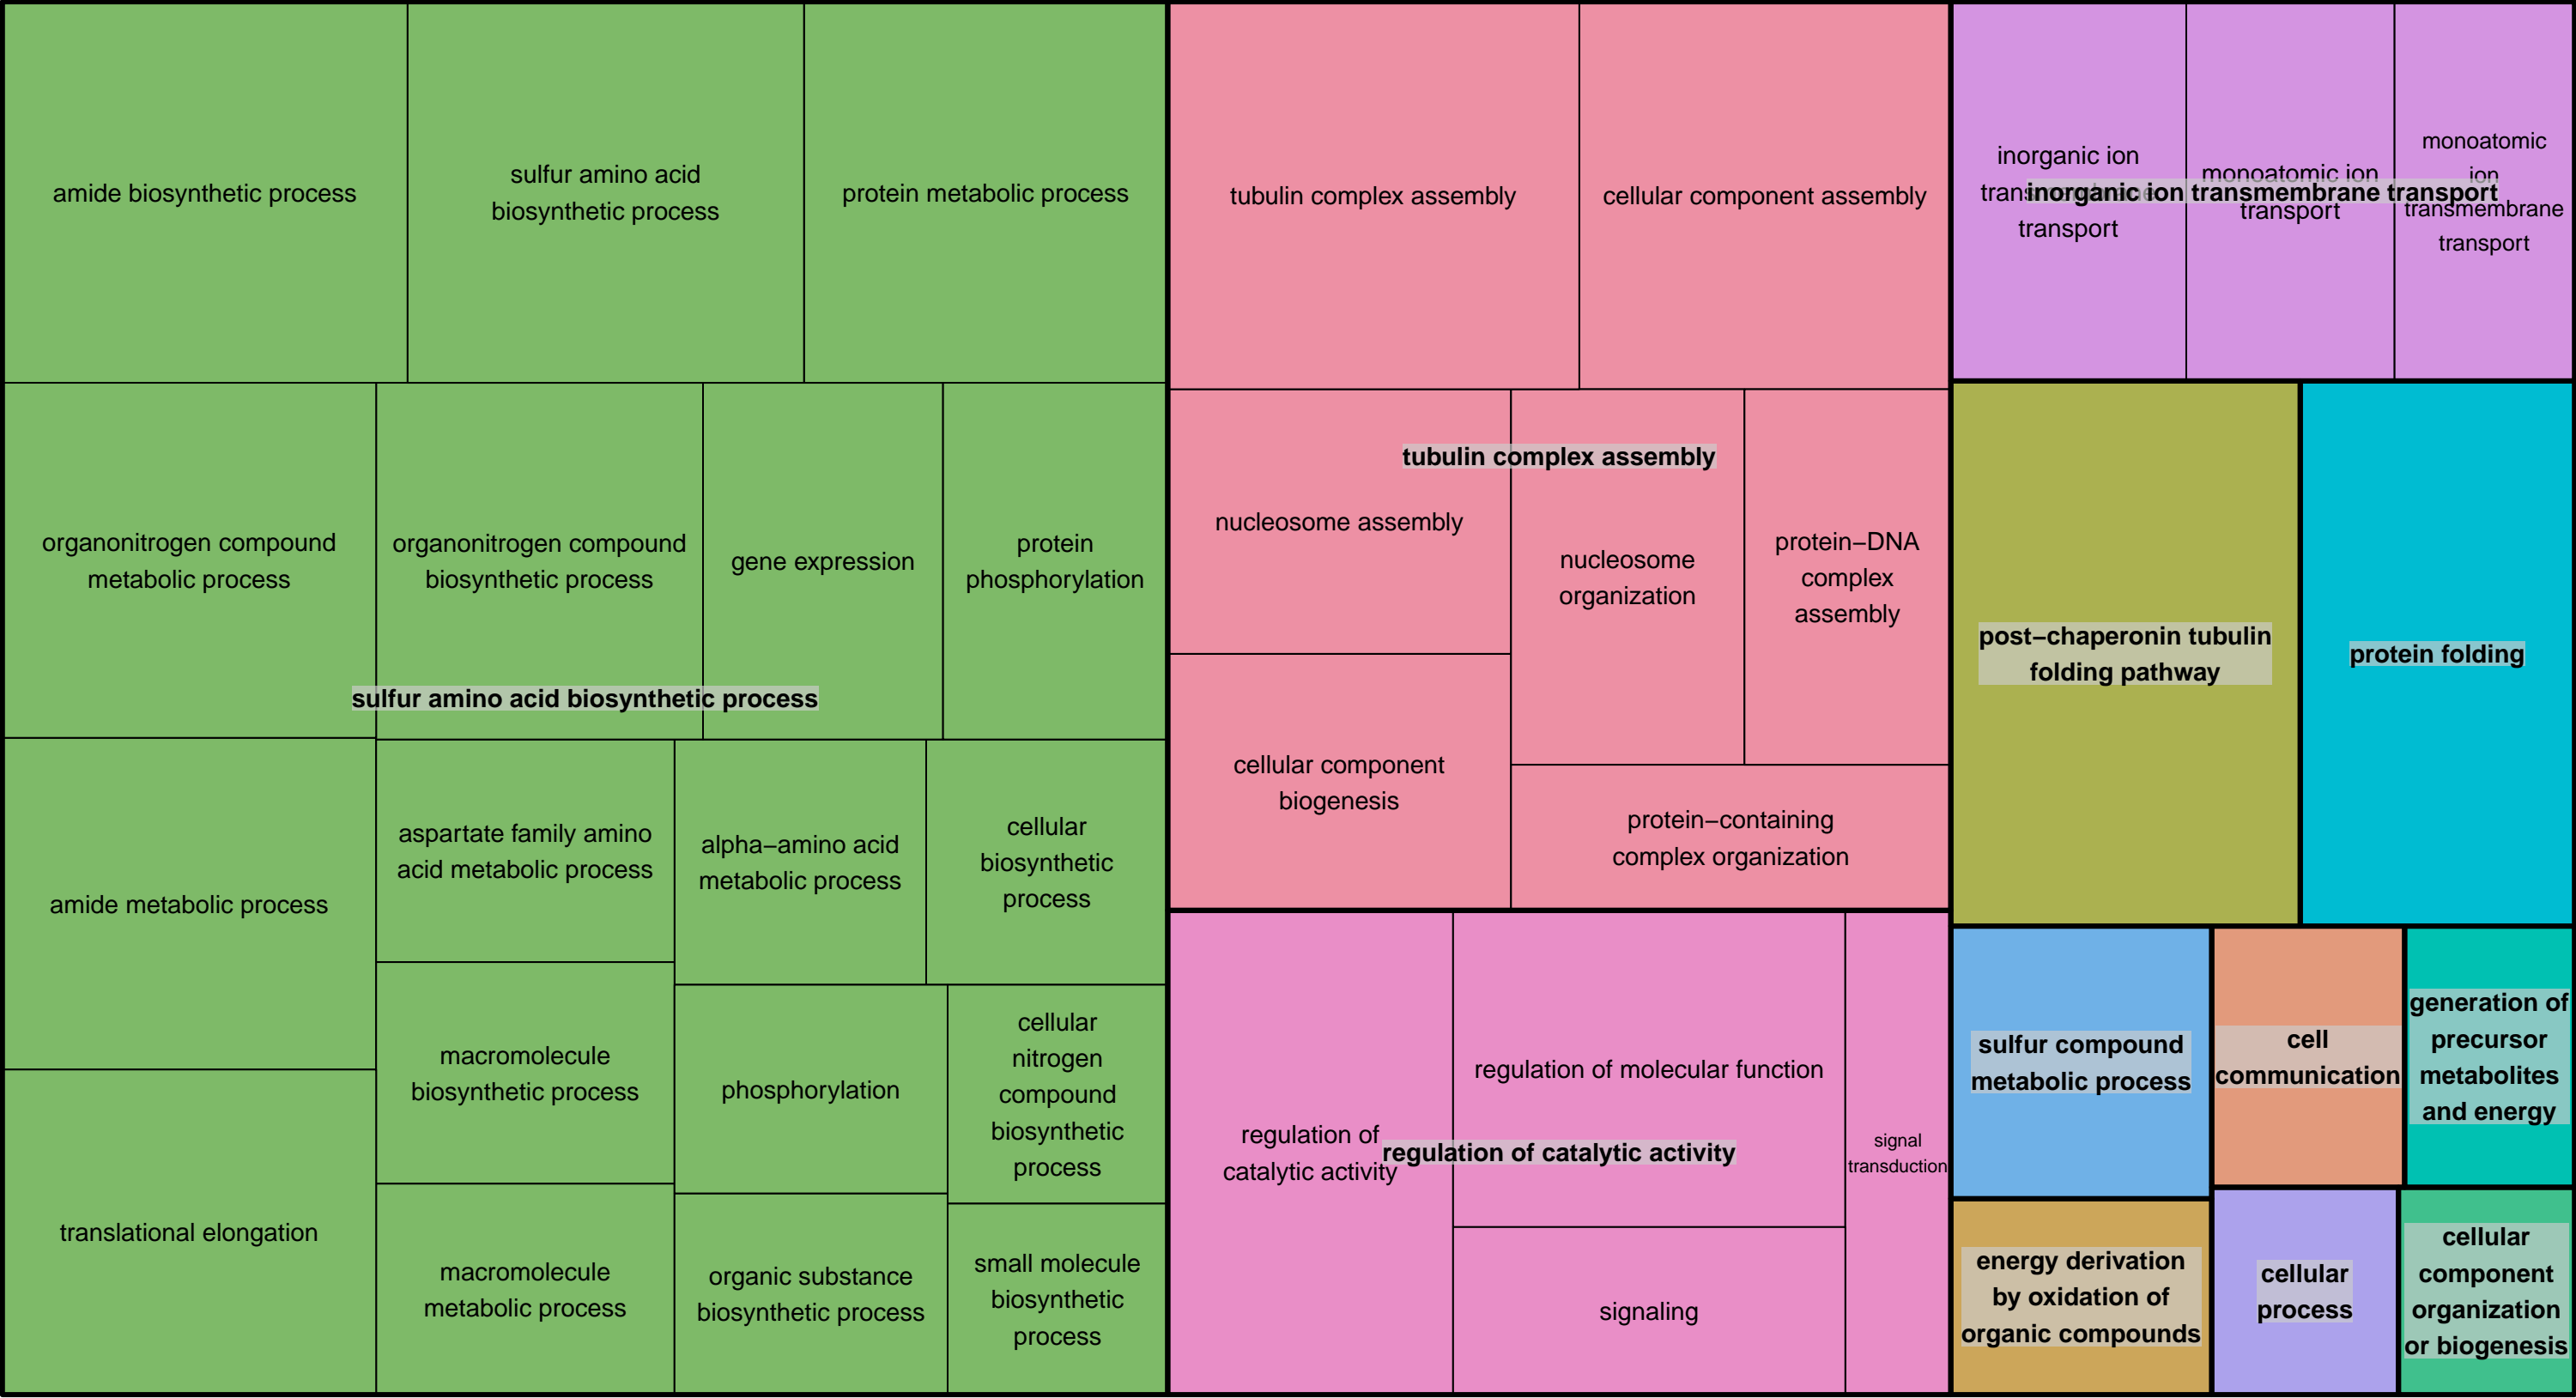 amide biosynthetic process
sulfur amino acid
biosynthetic process
protein metabolic process
organonitrogen compound
metabolic process
organonitrogen compound
biosynthetic process
gene expression
protein
phosphorylation
sulfur amino acid biosynthetic process
amide metabolic process
aspartate family amino
acid metabolic process
alpha−amino acid
metabolic process
cellular
biosynthetic
process
macromolecule
biosynthetic process
phosphorylation
cellular
nitrogen
compound
biosynthetic
process
translational elongation
macromolecule
metabolic process
organic substance
biosynthetic process
small molecule
biosynthetic
process
tubulin complex assembly
cellular component assembly
tubulin complex assembly
nucleosome assembly
nucleosome
organization
protein−DNA
complex
assembly
cellular component
biogenesis
protein−containing
complex organization
regulation of
catalytic activity
regulation of molecular function
regulation of catalytic activity
signaling
signal
transduction
inorganic ion
transmembrane
transport
monoatomic ion
transport
monoatomic
ion
transmembrane
transport
inorganic ion transmembrane transport
post−chaperonin tubulin
folding pathway
protein folding
sulfur compound
metabolic process
cell
communication
generation of
precursor
metabolites
and energy
energy derivation
by oxidation of
organic compounds
cellular
process
cellular
component
organization
or biogenesis